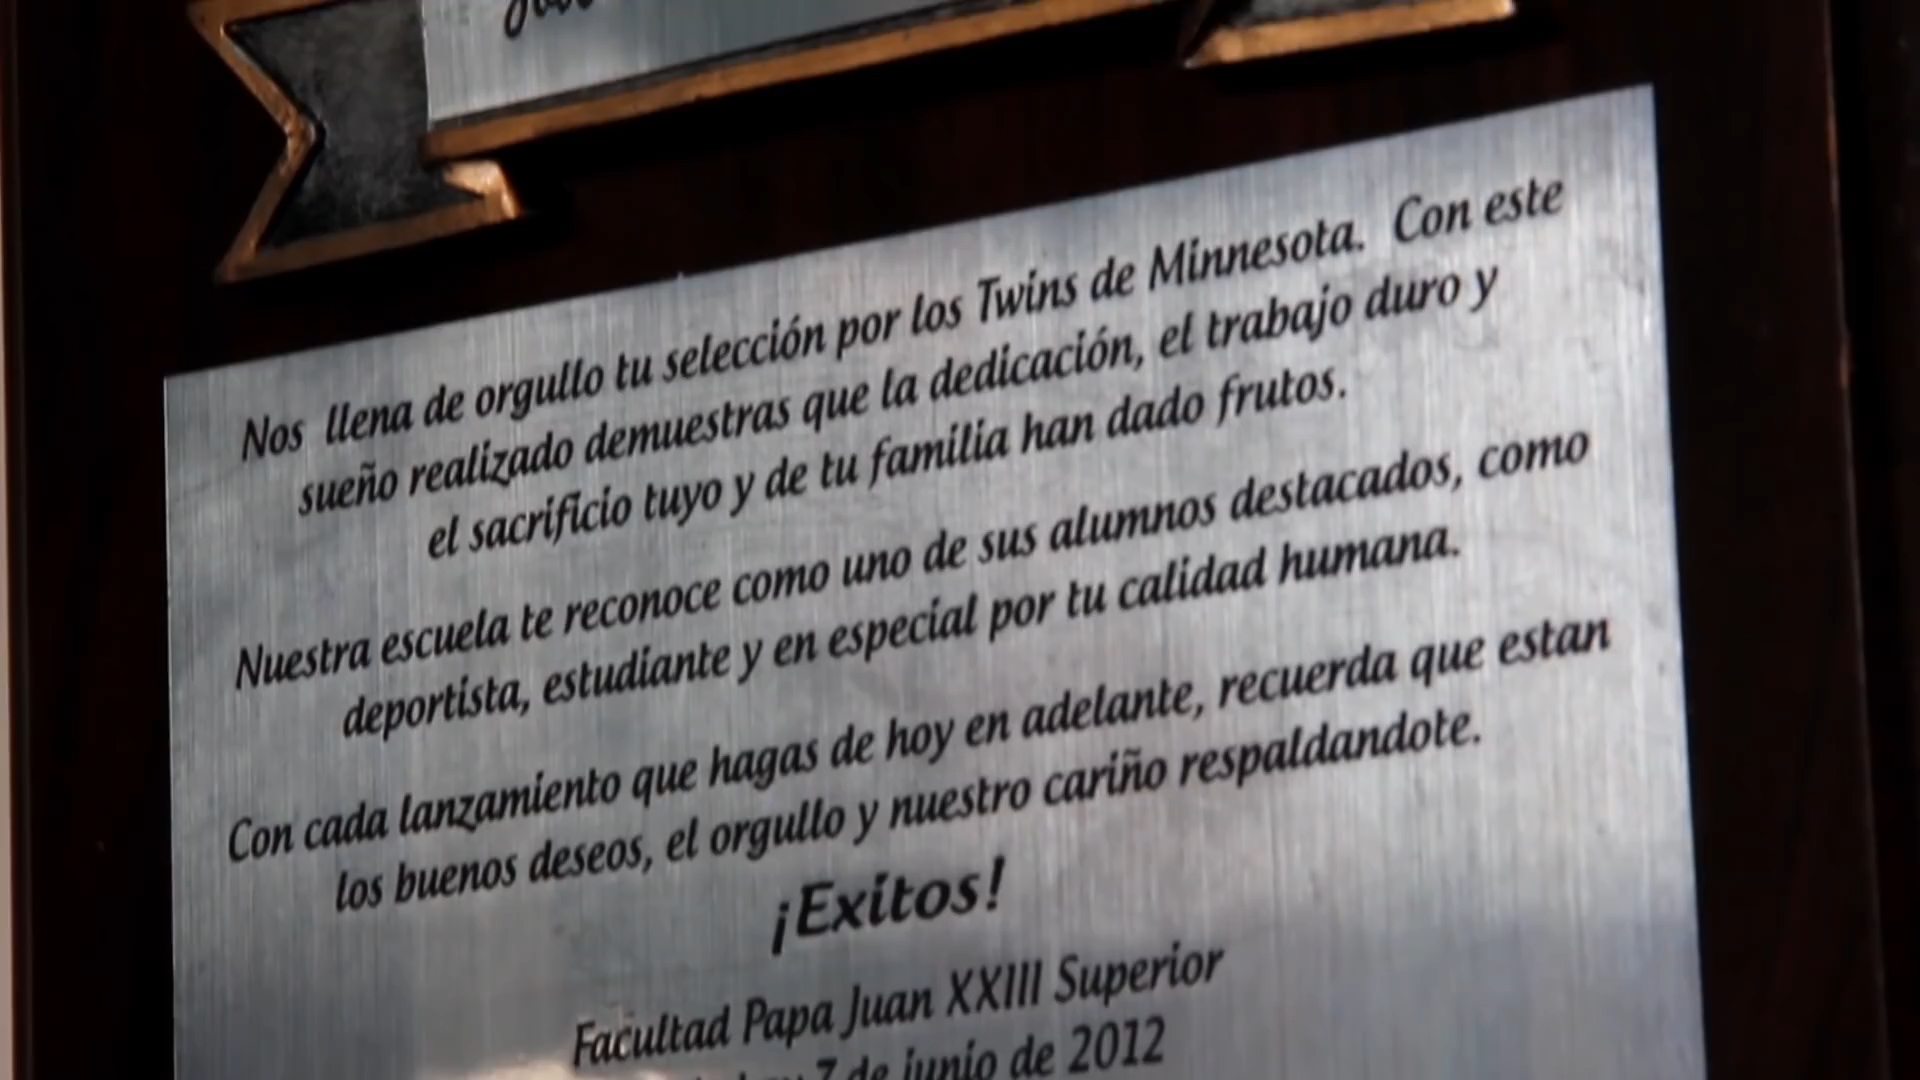 Nos llena de orgullo tu selección por los Twins de Minnesota. Con este
sueño realizado demuestras que la dedicación, el trabajo duro y
el sacrificio tuyo y de tu familia han dado frutos.
Nuestra escuela te reconoce como uno de sus alumnos destacados, como
deportista, estudiante y en especial por tu calidad humana.
Con cada lanzamiento que hagas de hoy en adelante, recuerda que estan
los buenos deseos, el orgullo y nuestro cariño respaldandote.
¡Exitos!
Facultad Papa Juan XXIII Superior
7 de junio de 2012